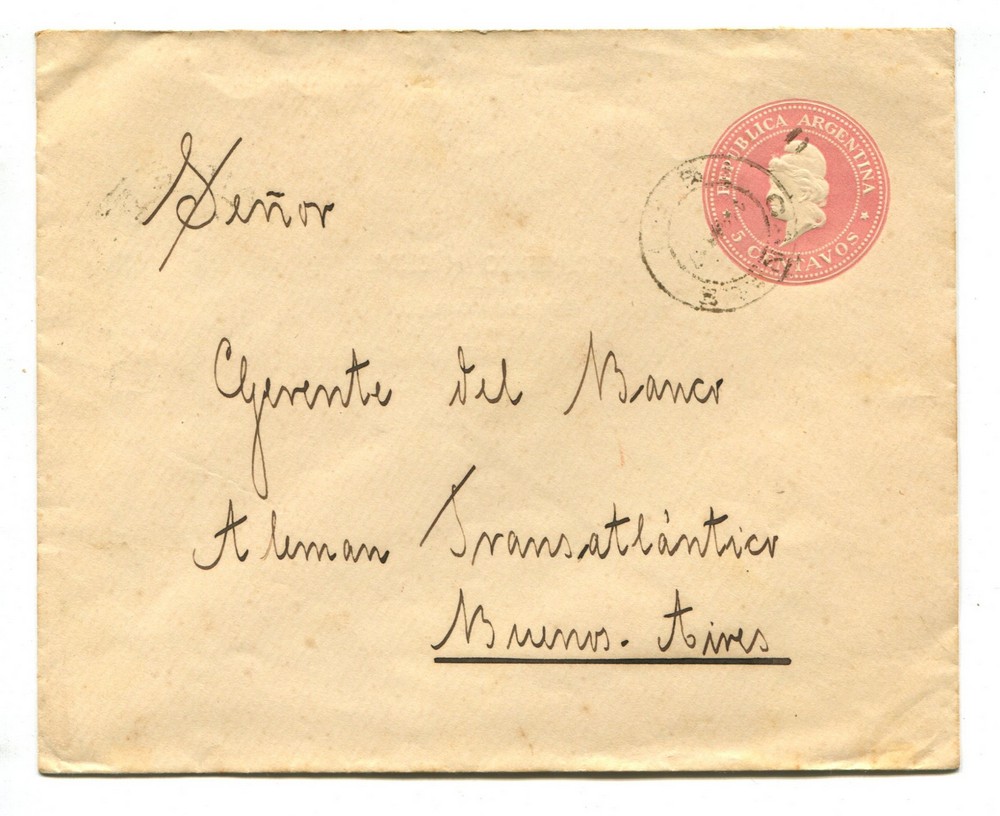 REPUBLICA ARGENTINA
5 CENTAVOS
Señor
Gerente del Banco
Aleman Transatlántico
Buenos-Aires